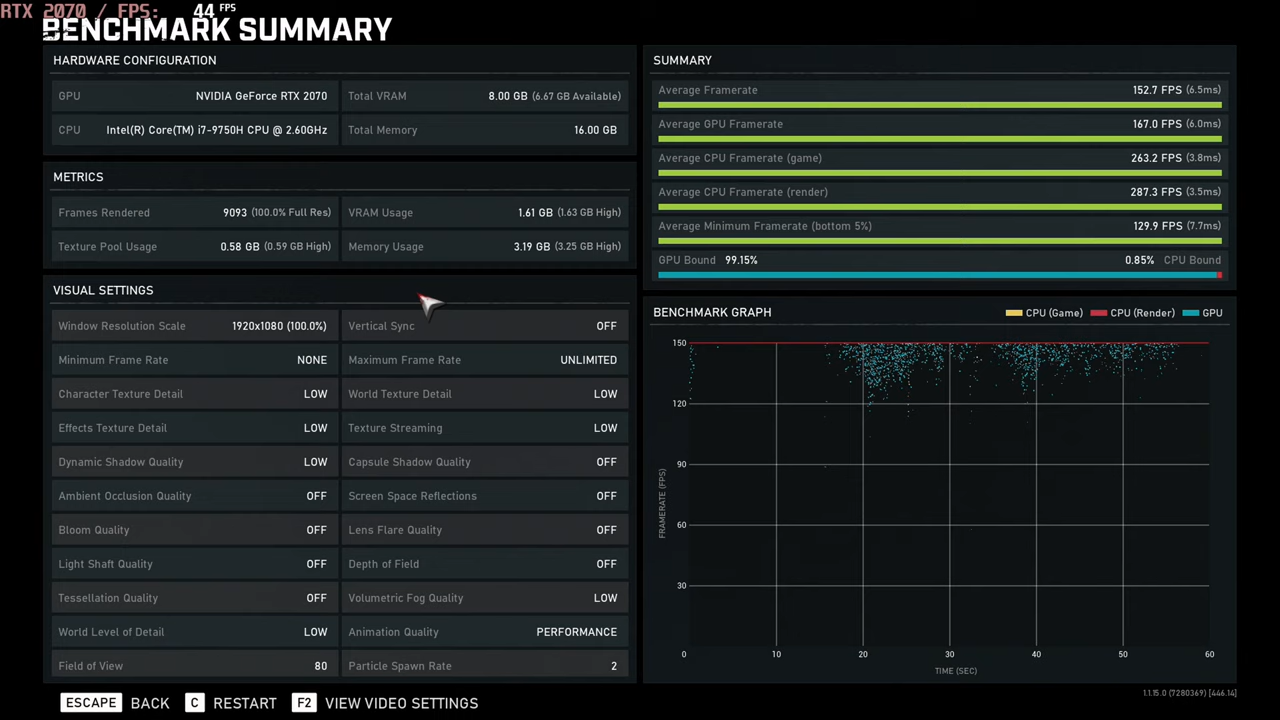 RTX 2070 / FPS: 44 FPS
BENCHMARK SUMMARY
HARDWARE CONFIGURATION
GPU NVIDIA GeForce RTX 2070 Total VRAM 8.00 GB (6.67 GB Available)
CPU Intel(R) Core(TM) i7-9750H CPU @ 2.60GHz Total Memory 16.00 GB
METRICS
Frames Rendered 9093 (100.0% Full Res) VRAM Usage 1.61 GB (1.63 GB High)
Texture Pool Usage 0.58 GB (0.59 GB High) Memory Usage 3.19 GB (3.25 GB High)
VISUAL SETTINGS
Window Resolution Scale 1920x1080 (100.0%) Vertical Sync OFF
Minimum Frame Rate NONE Maximum Frame Rate UNLIMITED
Character Texture Detail LOW World Texture Detail LOW
Effects Texture Detail LOW Texture Streaming LOW
Dynamic Shadow Quality LOW Capsule Shadow Quality OFF
Ambient Occlusion Quality OFF Screen Space Reflections OFF
Bloom Quality OFF Lens Flare Quality OFF
Light Shaft Quality OFF Depth of Field OFF
Tessellation Quality OFF Volumetric Fog Quality LOW
World Level of Detail LOW Animation Quality PERFORMANCE
Field of View 80 Particle Spawn Rate 2
SUMMARY
Average Framerate 152.7 FPS (6.5ms)
Average GPU Framerate 167.0 FPS (6.0ms)
Average CPU Framerate (game) 263.2 FPS (3.8ms)
Average CPU Framerate (render) 287.3 FPS (3.5ms)
Average Minimum Framerate (bottom 5%) 129.9 FPS (7.7ms)
GPU Bound 99.15% 0.85% CPU Bound
BENCHMARK GRAPH CPU (Game) CPU (Render) GPU
150
120
90
60
30
FRAMERATE (FPS)
0 10 20 30 40 50 60
TIME (SEC)
ESCAPE BACK C RESTART F2 VIEW VIDEO SETTINGS
1.1.15.0 (7280369) [446.14]